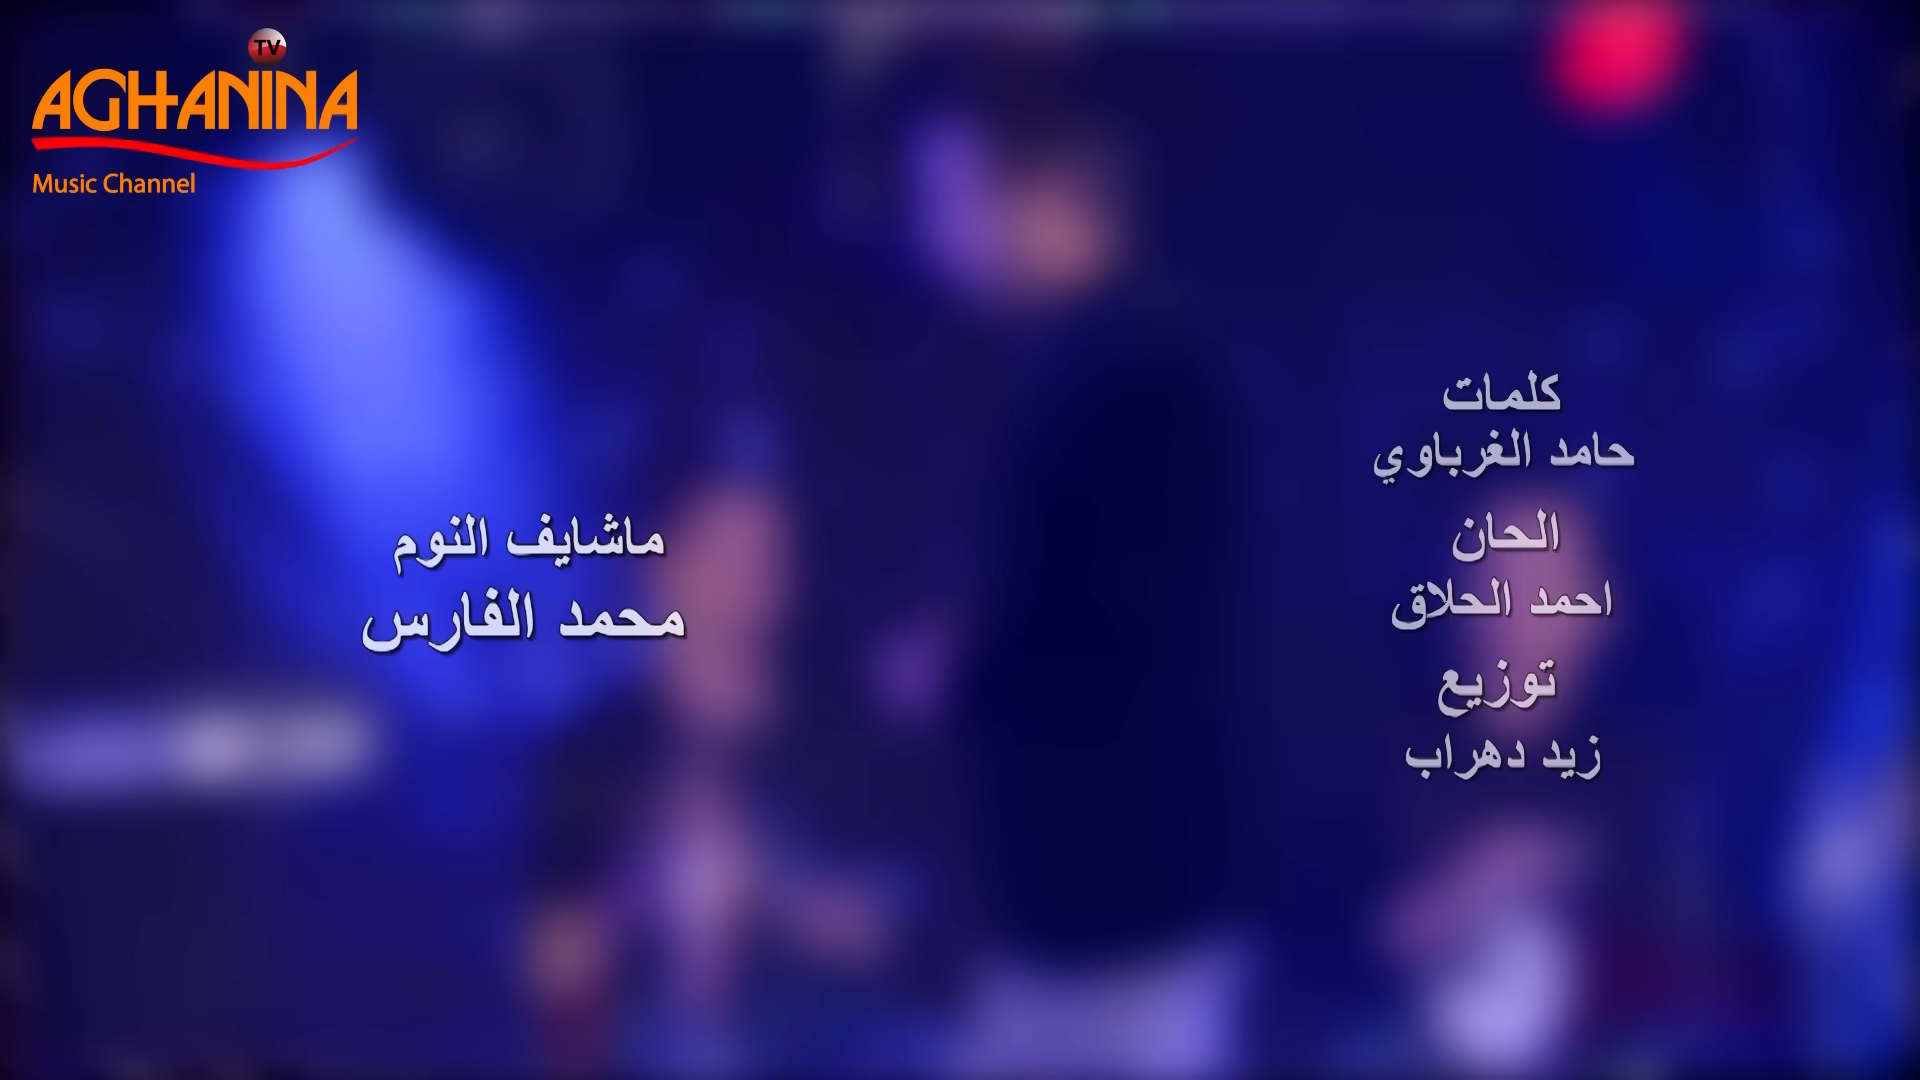 TV
AGHANINA
Music Channel
ماشايف النوم
محمد الفارس
كلمات
حامد الغرباوي
الحان
احمد الحلاق
توزيع
زيد دهراب